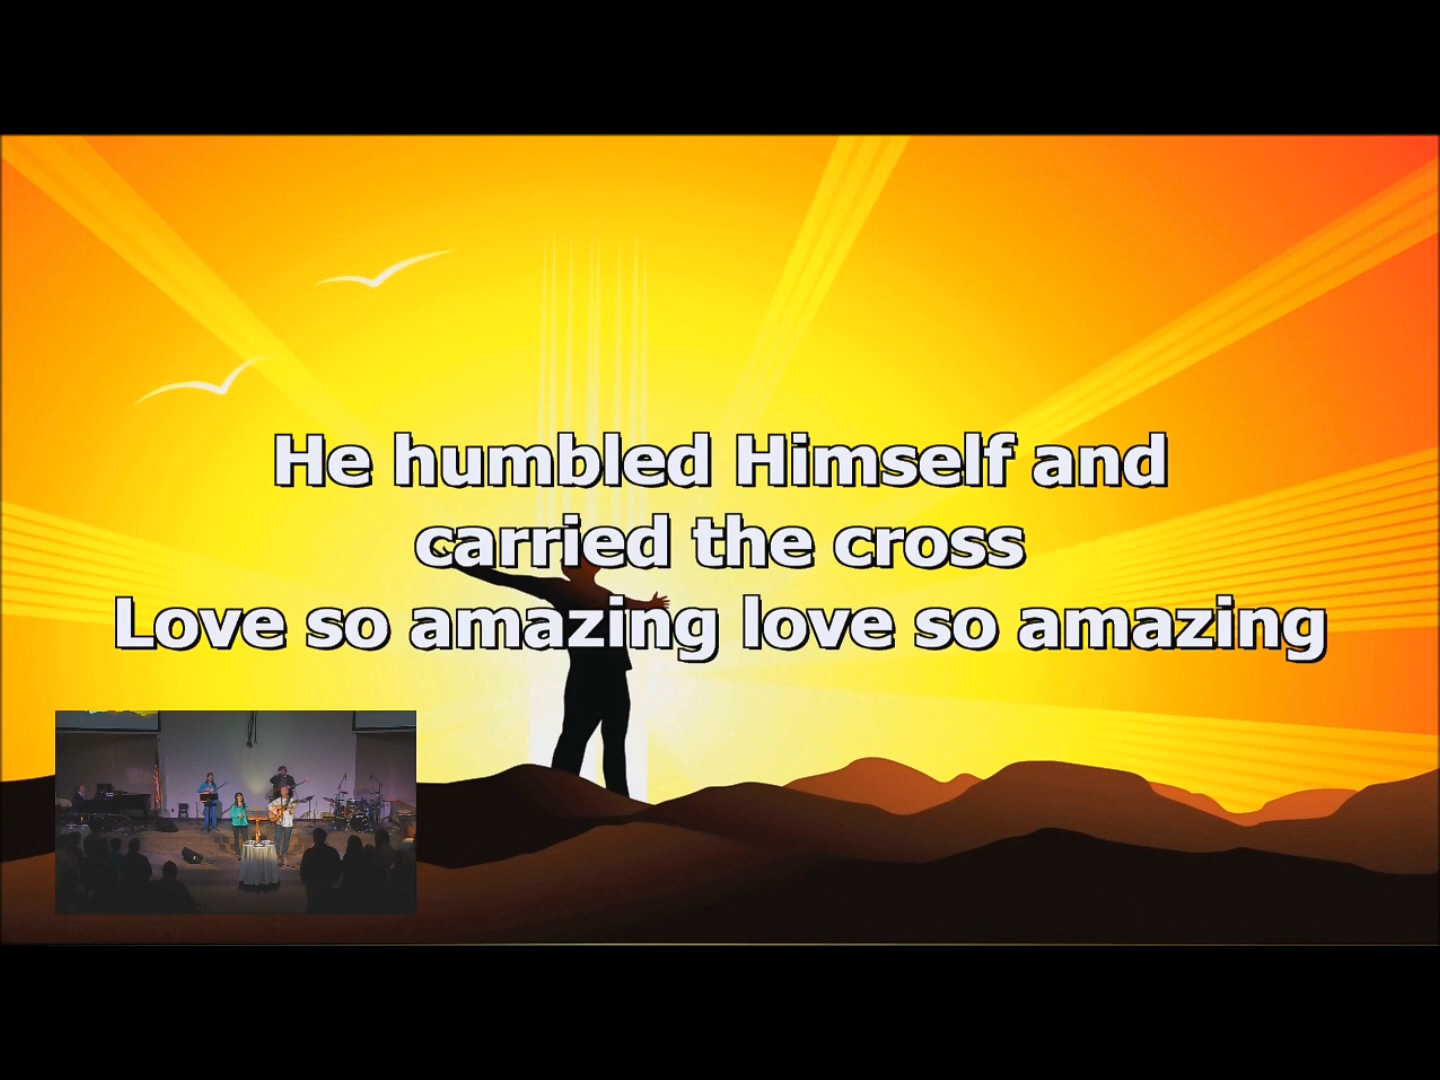 He humbled Himself and
carried the cross
Love so amazing love so amazing